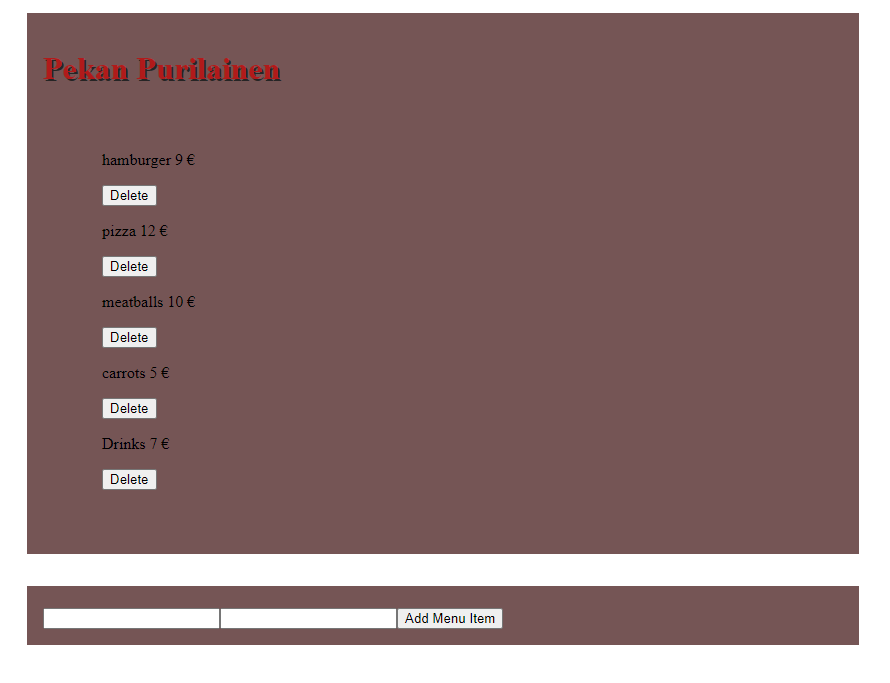 Pekan Purilainen
hamburger 9 €
Delete
pizza 12 €
Delete
meatballs 10 €
Delete
carrots 5 €
Delete
Drinks 7 €
Delete
Add Menu Item